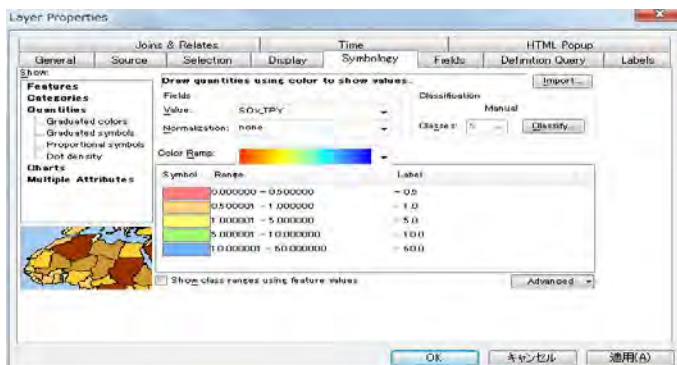 Layer Properties
Joins & Relates Time HTML Popup
General Source Selection Display Symbology Fields Definition Query Labels
Show:
Features
Categories
Quantities
Graduated colors
Graduated symbols
Proportional symbols
Dot density
Charts
Multiple Attributes
Draw quantities using color to show values.
Import...
Fields
Value: SOx_TPY
Normalization: none
Classification
Manual
Classes: 5
Classify...
Color Ramp:
Symbol Range Label
0.000000 - 0.500000 - 0.5
0.500001 - 1.000000 - 1.0
1.000001 - 5.000000 - 5.0
5.000001 - 10.000000 - 10.0
10.000001 - 60.000000 - 60.0
Show class ranges using feature values
Advanced
OK キャンセル 適用(A)